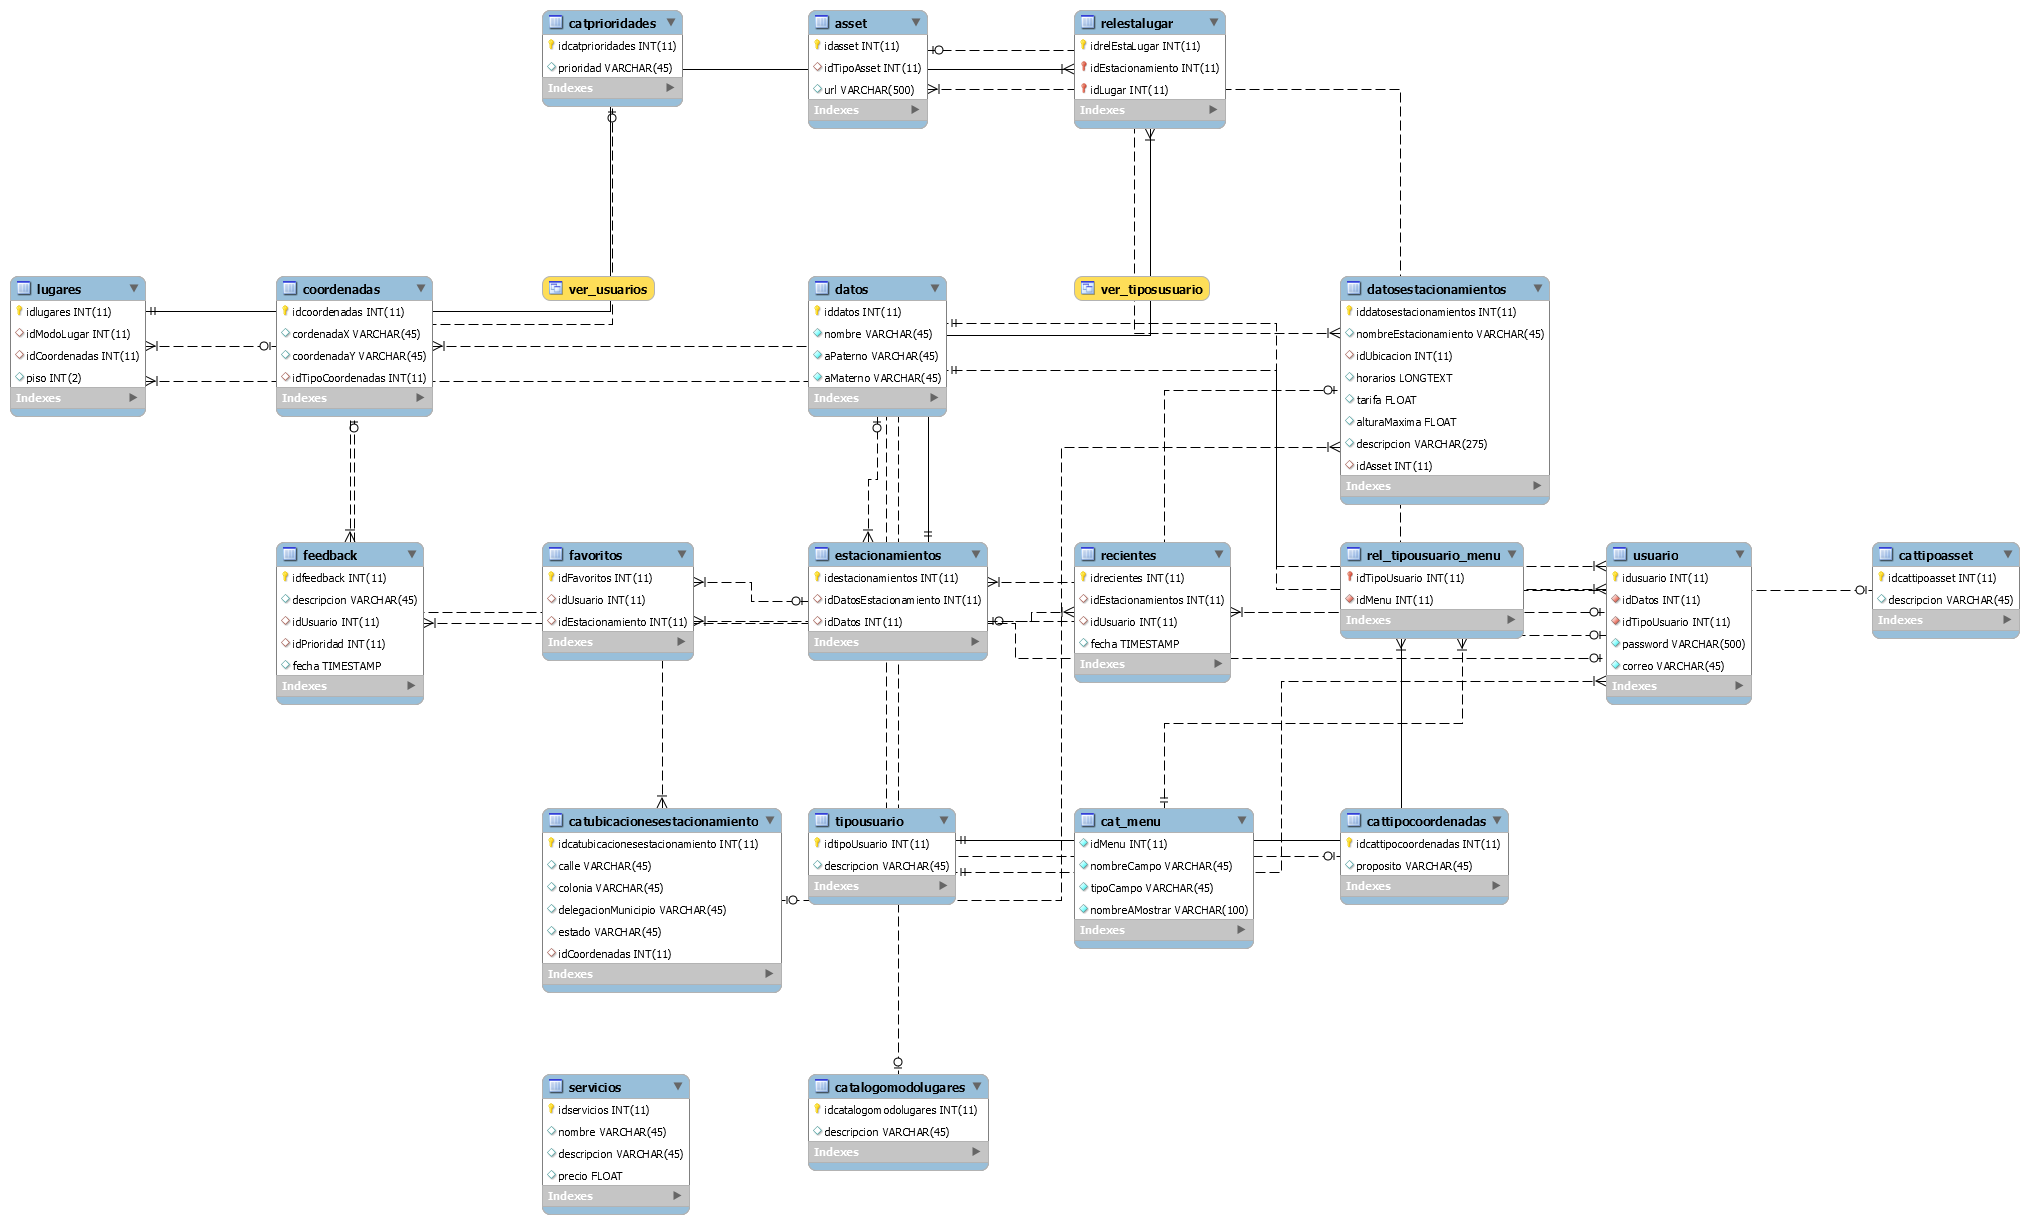 catprioridades
idcatprioridades INT(11)
prioridad VARCHAR(45)
Indexes
asset
idasset INT(11)
idTipoAsset INT(11)
url VARCHAR(500)
Indexes
relestalugar
idrelEstaLugar INT(11)
idEstacionamiento INT(11)
idLugar INT(11)
Indexes
lugares
idlugares INT(11)
idModoLugar INT(11)
idCoordenadas INT(11)
piso INT(2)
Indexes
coordenadas
idcoordenadas INT(11)
cordenadaX VARCHAR(45)
coordenadaY VARCHAR(45)
idTipoCoordenadas INT(11)
Indexes
ver_usuarios
datos
iddatos INT(11)
nombre VARCHAR(45)
aPaterno VARCHAR(45)
aMaterno VARCHAR(45)
Indexes
ver_tiposusuario
datosestacionamientos
iddatosestacionamientos INT(11)
nombreEstacionamiento VARCHAR(45)
idUbicacion INT(11)
horarios LONGTEXT
tarifa FLOAT
alturaMaxima FLOAT
descripcion VARCHAR(275)
idAsset INT(11)
Indexes
feedback
idfeedback INT(11)
descripcion VARCHAR(45)
idUsuario INT(11)
idPrioridad INT(11)
fecha TIMESTAMP
Indexes
favoritos
idFavoritos INT(11)
idUsuario INT(11)
idEstacionamiento INT(11)
Indexes
estacionamientos
idestacionamientos INT(11)
idDatosEstacionamiento INT(11)
idDatos INT(11)
Indexes
recientes
idrecientes INT(11)
idEstacionamientos INT(11)
idUsuario INT(11)
fecha TIMESTAMP
Indexes
rel_tipousuario_menu
idTipoUsuario INT(11)
idMenu INT(11)
Indexes
usuario
idusuario INT(11)
idDatos INT(11)
idTipoUsuario INT(11)
password VARCHAR(500)
correo VARCHAR(45)
Indexes
cattipoasset
idcattipoasset INT(11)
descripcion VARCHAR(45)
Indexes
catubicacionesestacionamiento
idcatubicacionesestacionamiento INT(11)
calle VARCHAR(45)
colonia VARCHAR(45)
delegacionMunicipio VARCHAR(45)
estado VARCHAR(45)
idCoordenadas INT(11)
Indexes
tipousuario
idtipoUsuario INT(11)
descripcion VARCHAR(45)
Indexes
cat_menu
idMenu INT(11)
nombreCampo VARCHAR(45)
tipoCampo VARCHAR(45)
nombreAMostrar VARCHAR(100)
Indexes
cattipocoordenadas
idcattipocoordenadas INT(11)
proposito VARCHAR(45)
Indexes
servicios
idservicios INT(11)
nombre VARCHAR(45)
descripcion VARCHAR(45)
precio FLOAT
Indexes
catalogomodolugares
idcatalogomodolugares INT(11)
descripcion VARCHAR(45)
Indexes